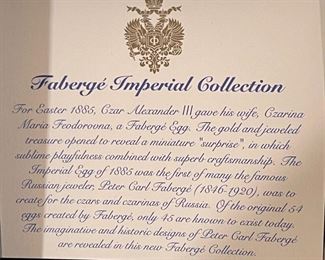 Fabergé Imperial Collection
For Easter 1885, Czar Alexander III gave his wife, Czarina
Maria Feodorovna, a Fabergé Egg. The gold and jeweled
treasure opened to reveal a miniature "surprise", in which
sublime playfulness combined with superb craftsmanship. The
Imperial Egg of 1885 was the first of many the famous
Russian jeweler, Peter Carl Fabergé (1846-1920), was to
create for the czars and czarinas of Russia. Of the original 54
eggs created by Fabergé, only 45 are known to exist today.
The imaginative and historic designs of Peter Carl Fabergé
are revealed in this new Fabergé Collection.